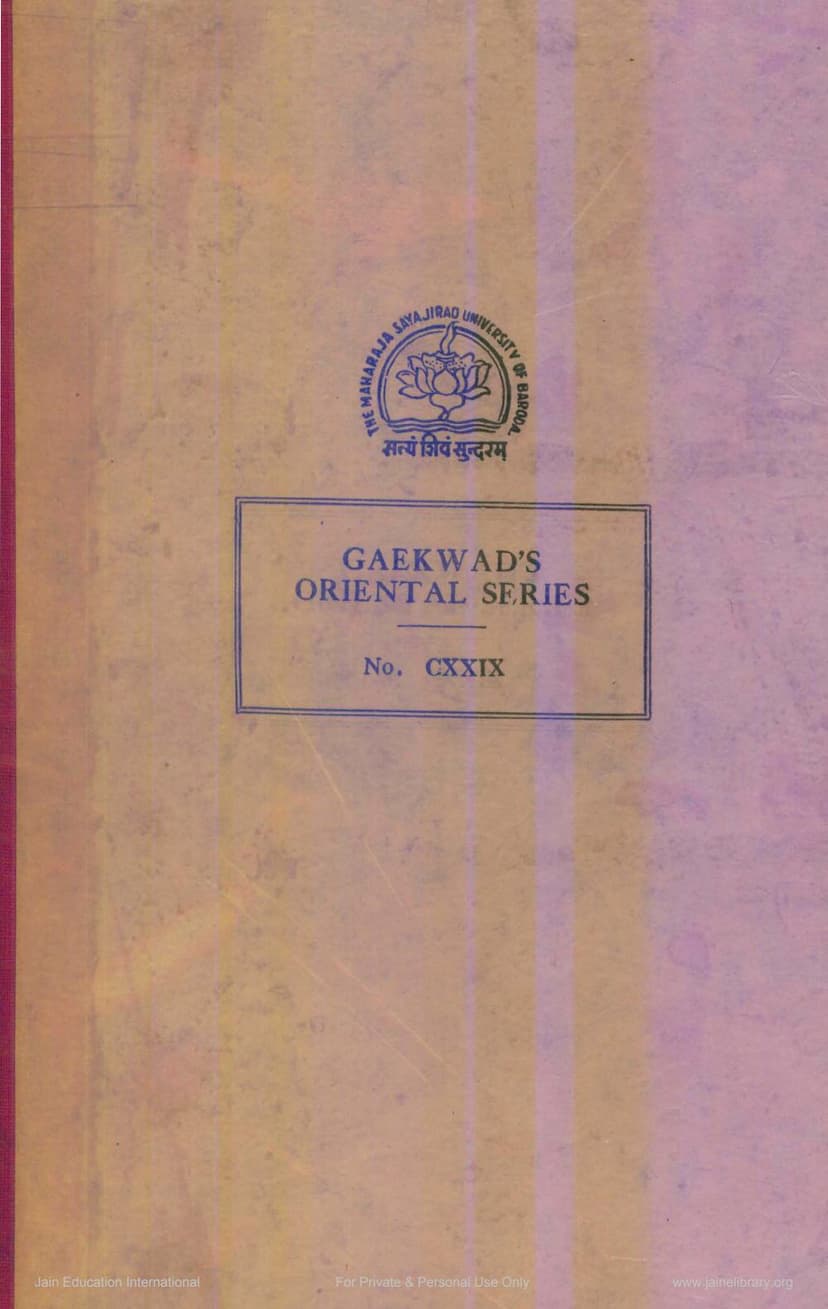 THE MAHARAJA SAYAJIRAO UNIVERSITY OF BARODA.
सत्यं शिवं सुन्दरम्
GAEKWAD'S
ORIENTAL SERIES
No. CXXIX
Jain Education International For Private & Personal Use Only www.jainelibrary.org